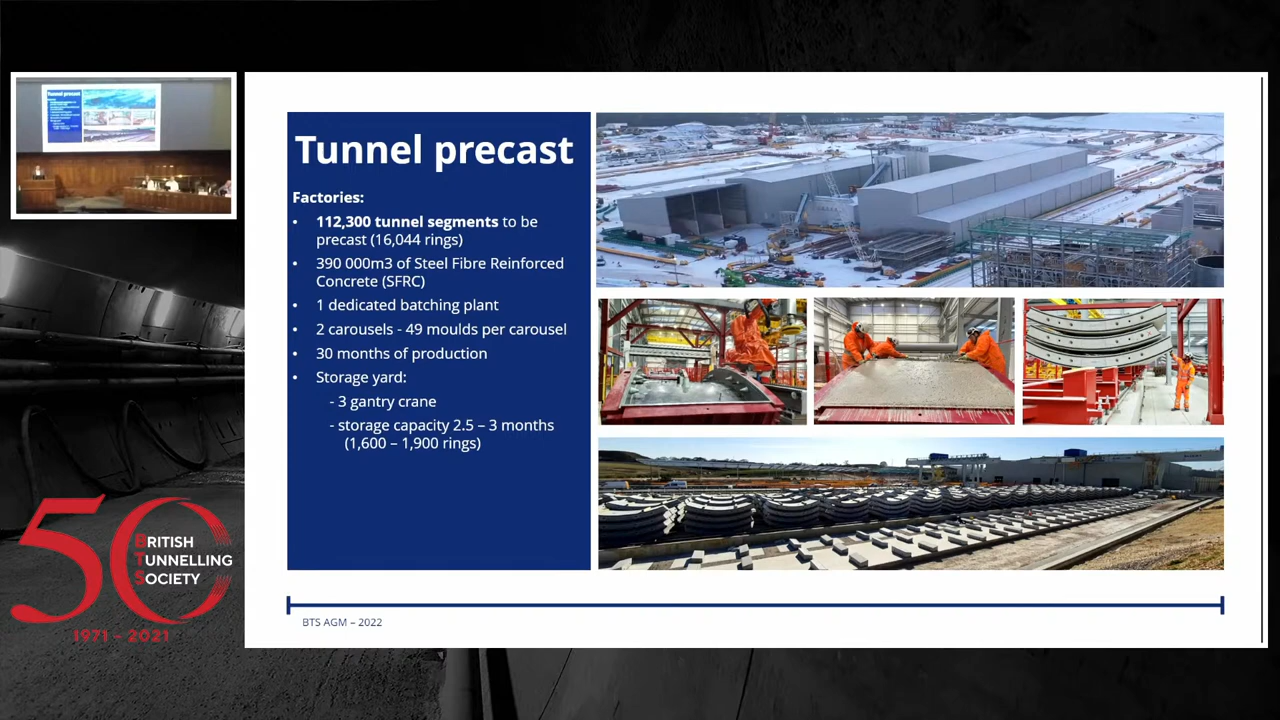 Tunnel precast
Factories:
• 112,300 tunnel segments to be
precast (16,044 rings)
• 390 000m3 of Steel Fibre Reinforced
Concrete (SFRC)
• 1 dedicated batching plant
• 2 carousels - 49 moulds per carousel
• 30 months of production
• Storage yard:
- 3 gantry crane
- storage capacity 2.5 – 3 months
(1,600 – 1,900 rings)
BTS AGM – 2022
50
BRITISH
TUNNELLING
SOCIETY
1971 - 2021
Tunnel precast